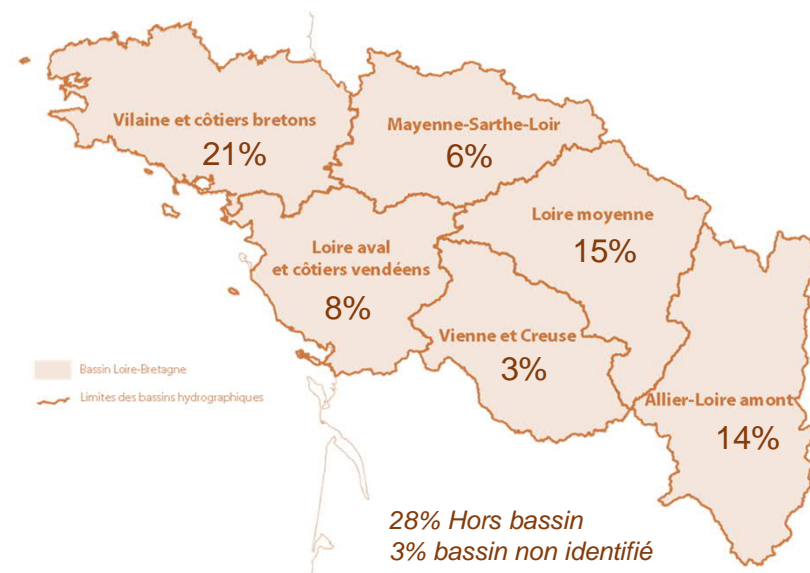 Vilaine et côtiers bretons
21%
Mayenne-Sarthe-Loir
6%
Loire moyenne
15%
Loire aval
et côtiers vendéens
8%
Vienne et Creuse
3%
Allier-Loire amont
14%
Bassin Loire-Bretagne
Limites des bassins hydrographiques
28% Hors bassin
3% bassin non identifié